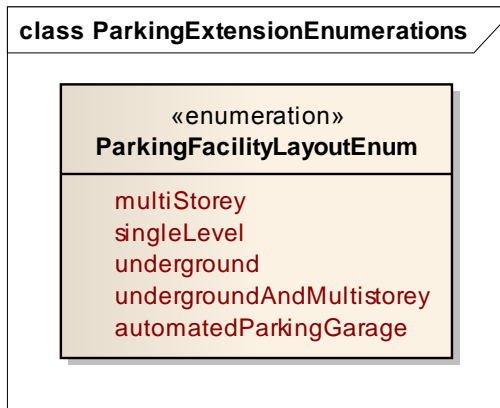 class ParkingExtensionEnumerations
«enumeration»
ParkingFacilityLayoutEnum
multiStorey
singleLevel
underground
undergroundAndMultistorey
automatedParkingGarage